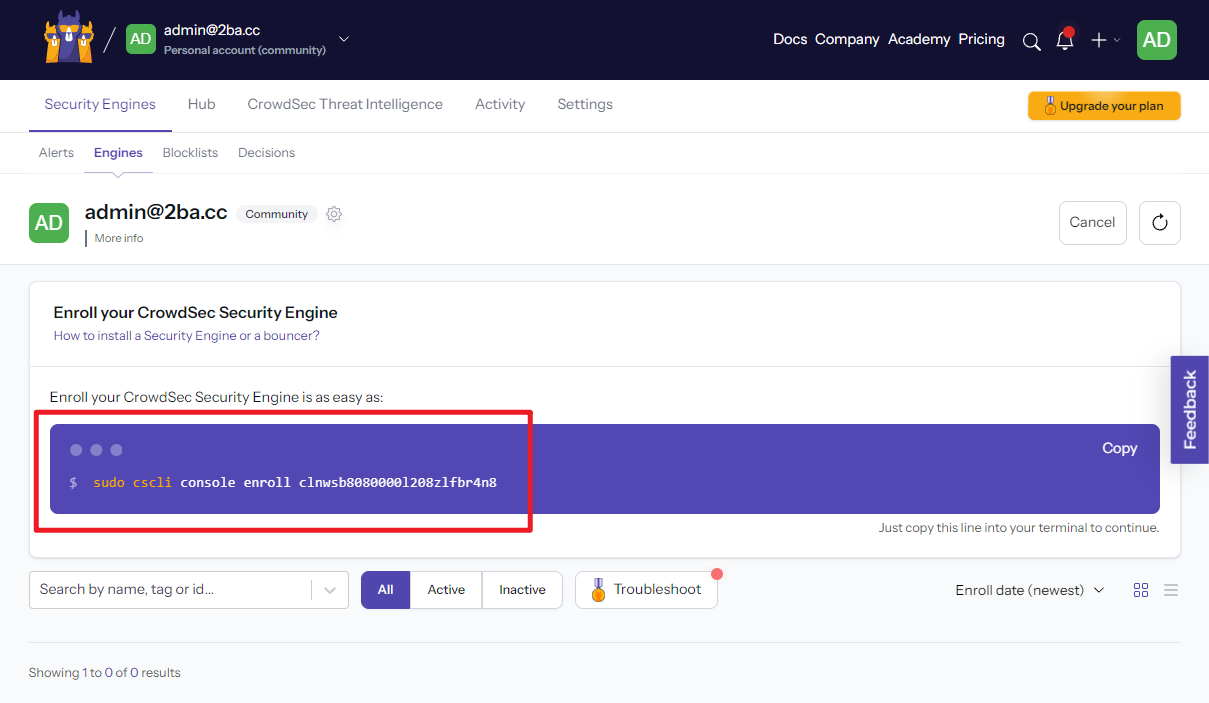 AD admin@2ba.cc Docs Company Academy Pricing AD
Personal account (community)
Security Engines Hub CrowdSec Threat Intelligence Activity Settings Upgrade your plan
Alerts Engines Blocklists Decisions
AD admin@2ba.cc Community Cancel
More info
Enroll your CrowdSec Security Engine
How to install a Security Engine or a bouncer?
Enroll your CrowdSec Security Engine is as easy as:
Copy
$ sudo cscli console enroll clnwsb8080000l208zlfbr4n8
Just copy this line into your terminal to continue.
Feedback
Search by name, tag or id... All Active Inactive Troubleshoot Enroll date (newest)
Showing 1 to 0 of 0 results